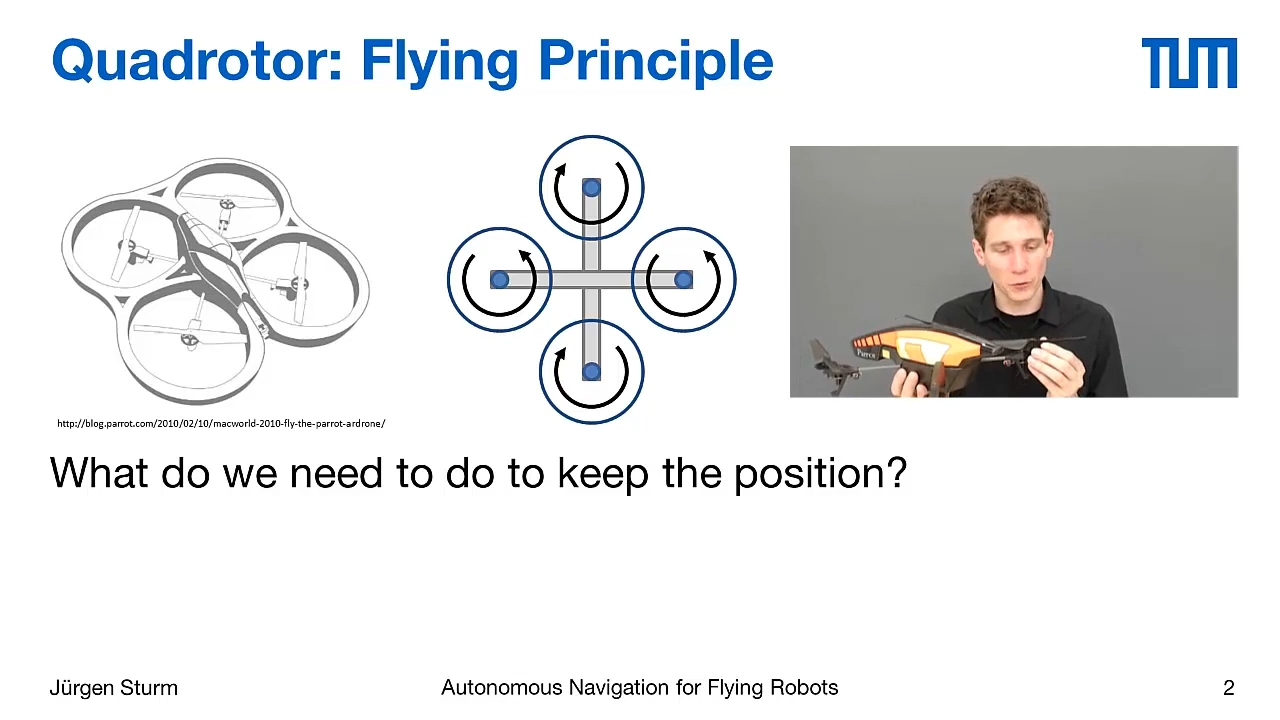 Quadrotor: Flying Principle
TUM
Parrot
http://blog.parrot.com/2010/02/10/macworld-2010-fly-the-parrot-ardrone/
What do we need to do to keep the position?
Jürgen Sturm
Autonomous Navigation for Flying Robots
2